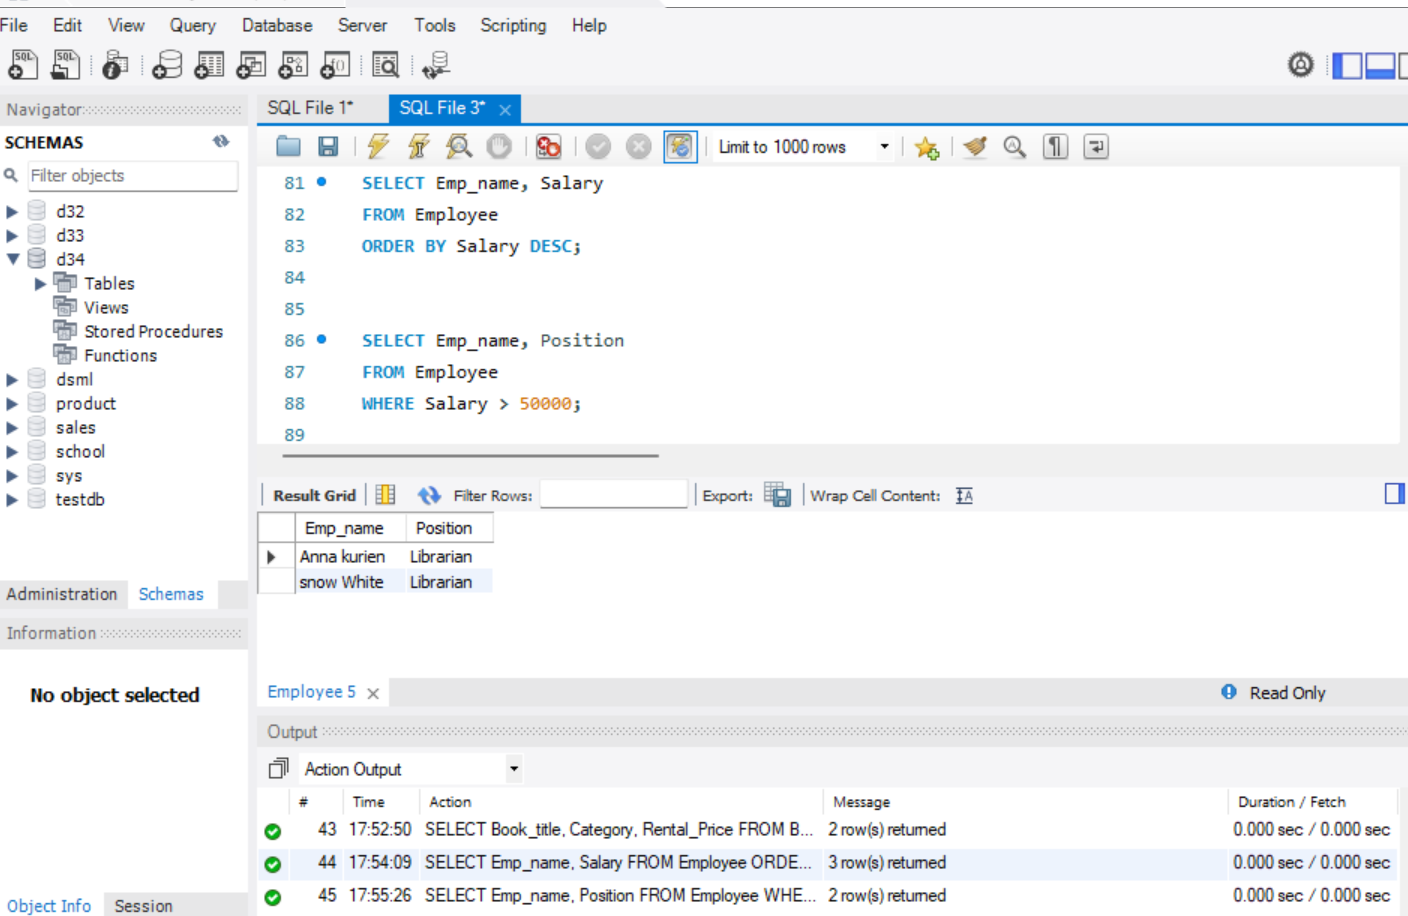 File Edit View Query Database Server Tools Scripting Help
Navigator
SCHEMAS
Filter objects
d32
d33
d34
Tables
Views
Stored Procedures
Functions
dsml
product
sales
school
sys
testdb
Administration Schemas
Information
No object selected
Object Info Session
SQL File 1* SQL File 3*
Limit to 1000 rows
81 SELECT Emp_name, Salary
82 FROM Employee
83 ORDER BY Salary DESC;
84
85
86 SELECT Emp_name, Position
87 FROM Employee
88 WHERE Salary > 50000;
89
Result Grid Filter Rows: Export: Wrap Cell Content:
Emp_name Position
Anna kurien Librarian
snow White Librarian
Employee 5 Read Only
Output
Action Output
# Time Action Message Duration / Fetch
43 17:52:50 SELECT Book_title, Category, Rental_Price FROM B... 2 row(s) returned 0.000 sec / 0.000 sec
44 17:54:09 SELECT Emp_name, Salary FROM Employee ORDE... 3 row(s) returned 0.000 sec / 0.000 sec
45 17:55:26 SELECT Emp_name, Position FROM Employee WHE... 2 row(s) returned 0.000 sec / 0.000 sec